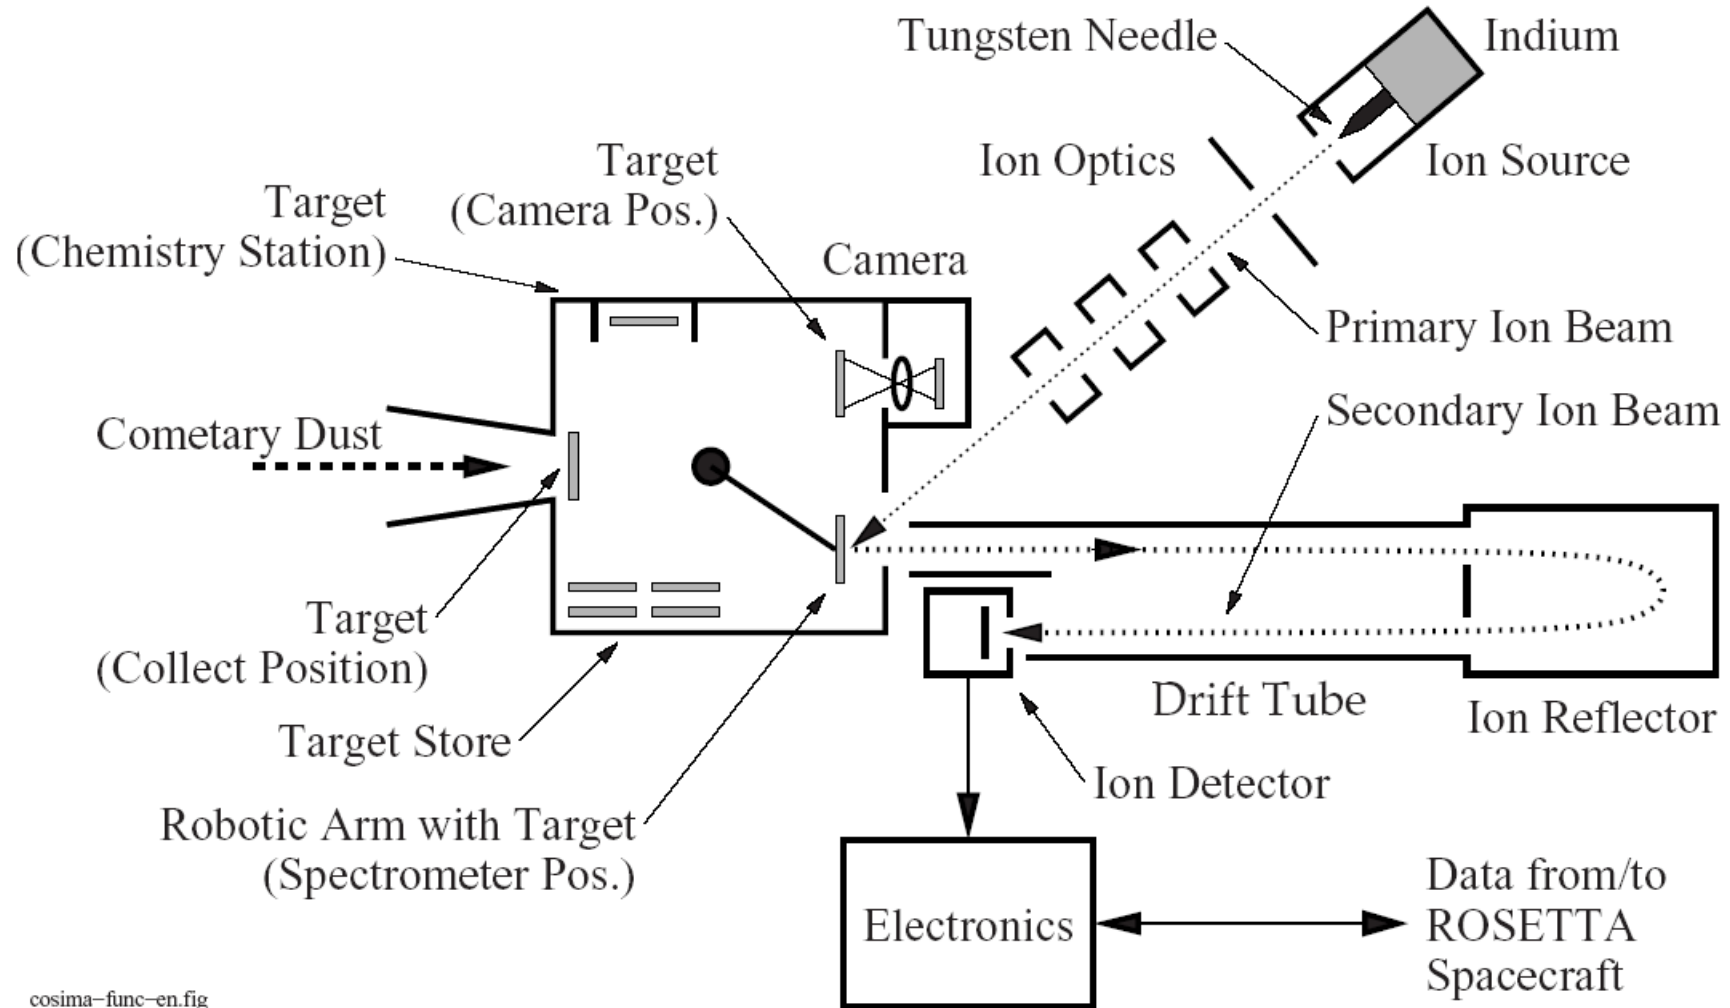 Tungsten Needle
Indium
Ion Optics
Ion Source
Target
(Camera Pos.)
Target
(Chemistry Station)
Camera
Primary Ion Beam
Secondary Ion Beam
Cometary Dust
Target
(Collect Position)
Target Store
Drift Tube
Ion Reflector
Ion Detector
Robotic Arm with Target
(Spectrometer Pos.)
Electronics
Data from/to
ROSETTA
Spacecraft
cosima-func-en.fig